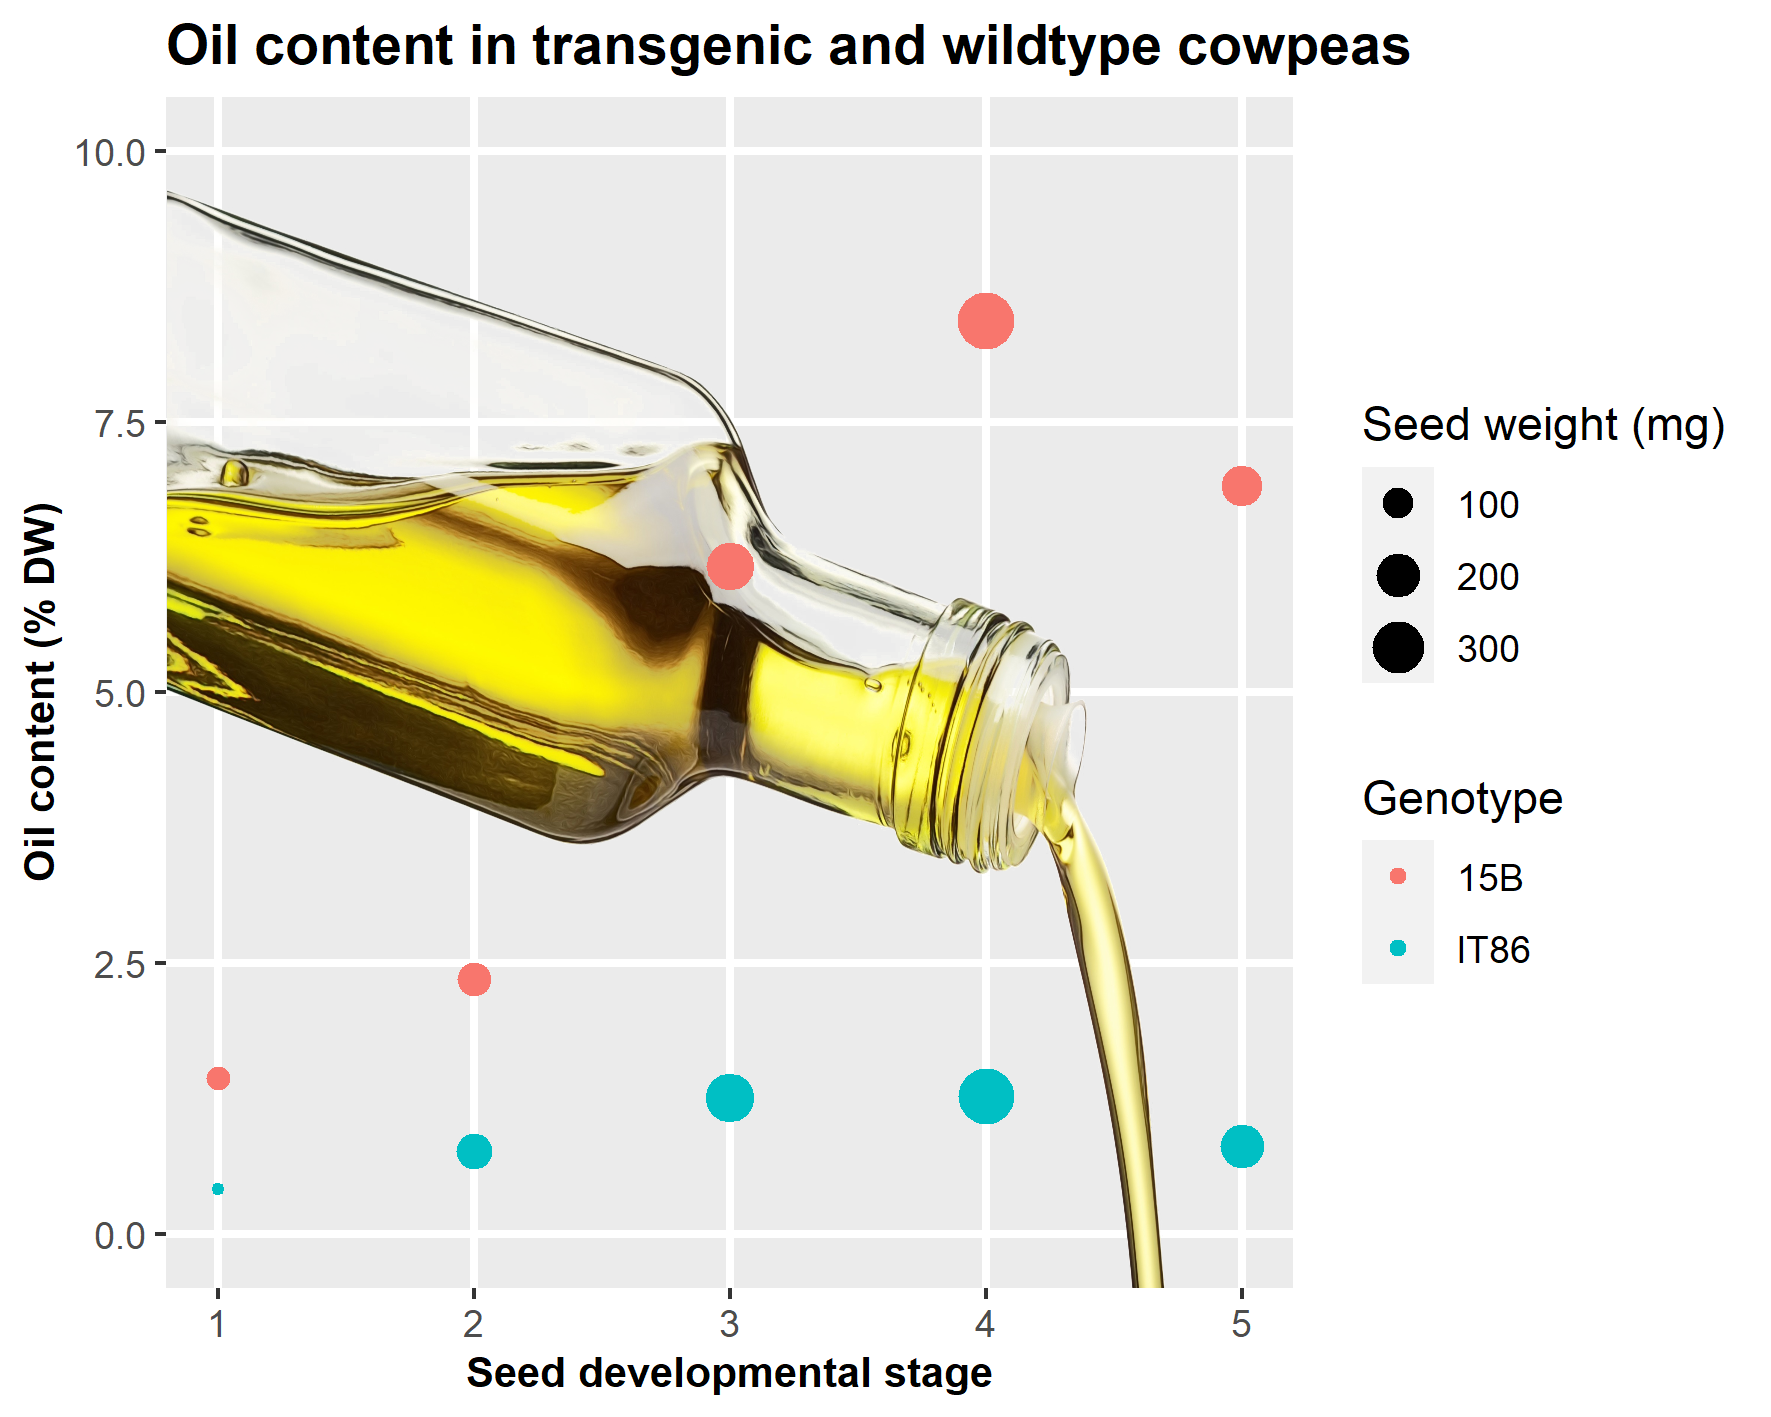 Oil content in transgenic and wildtype cowpeas
Oil content (% DW)
10.0
7.5
5.0
2.5
0.0
1 2 3 4 5
Seed developmental stage
Seed weight (mg)
100
200
300
Genotype
15B
IT86